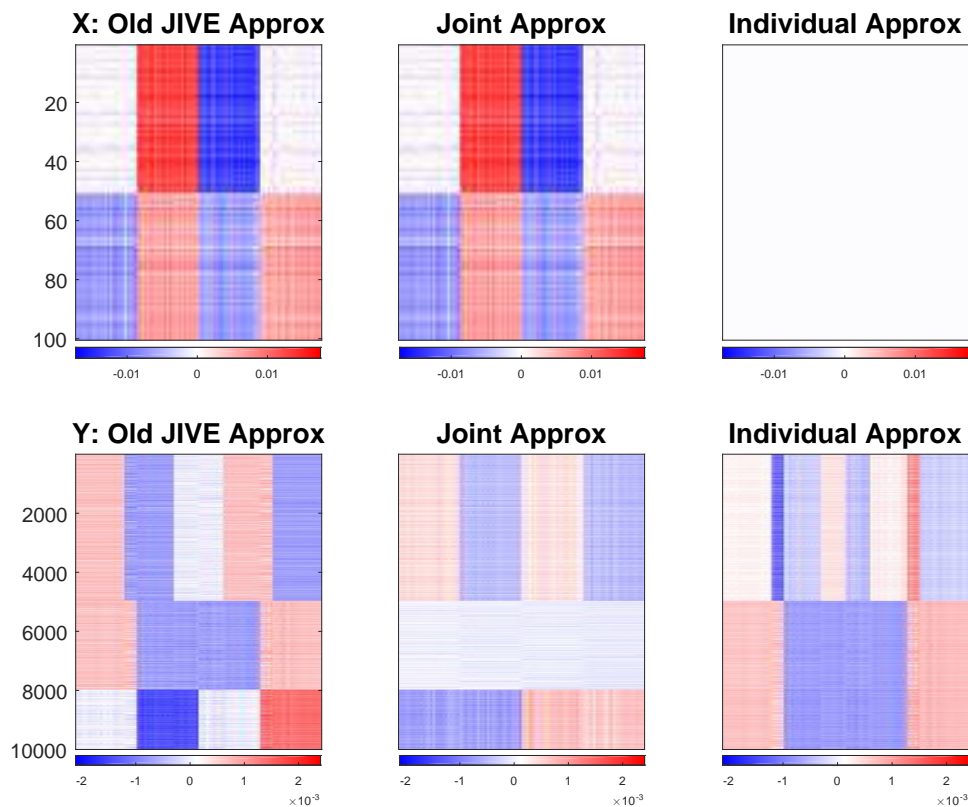 X: Old JIVE Approx Joint Approx Individual Approx
20
40
60
80
100
-0.01 0 0.01 -0.01 0 0.01 -0.01 0 0.01
Y: Old JIVE Approx Joint Approx Individual Approx
2000
4000
6000
8000
10000
-2 -1 0 1 2 -2 -1 0 1 2 -2 -1 0 1 2
×10⁻³ ×10⁻³ ×10⁻³